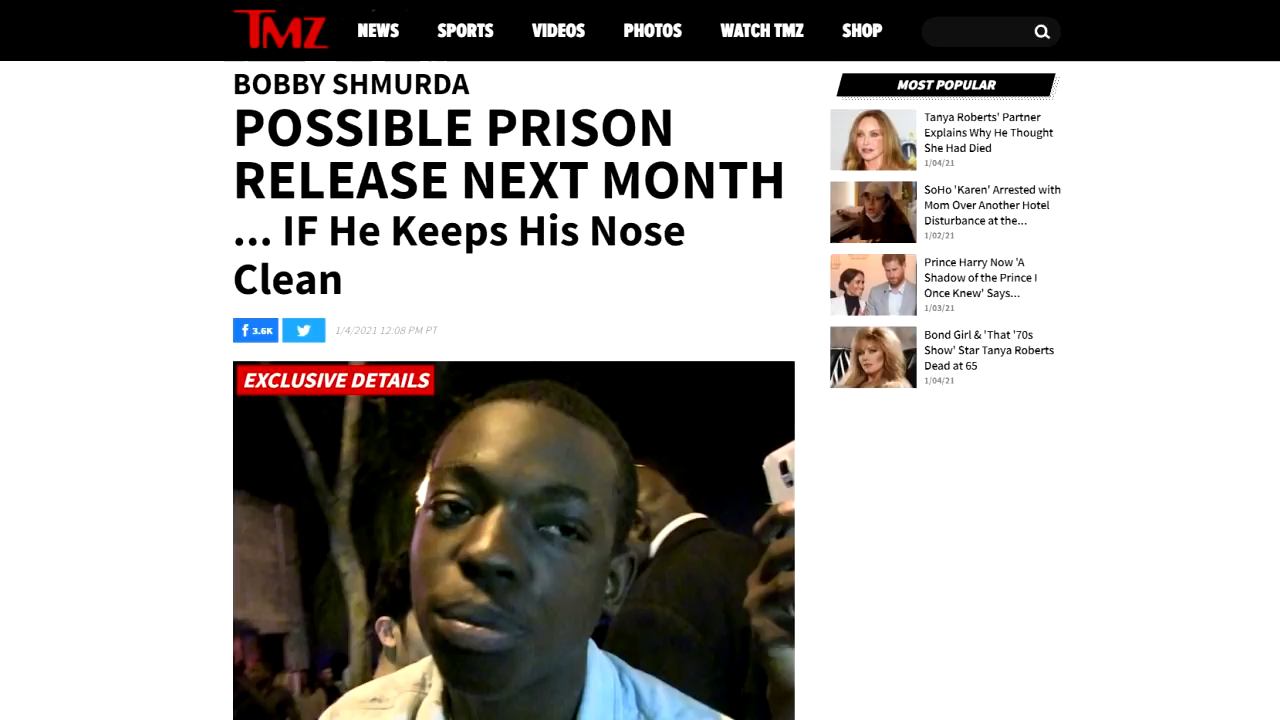 TMZ
NEWS
SPORTS
VIDEOS
PHOTOS
WATCH TMZ
SHOP
BOBBY SHMURDA
POSSIBLE PRISON
RELEASE NEXT MONTH
... IF He Keeps His Nose
Clean
3.6K
1/4/2021 12:08 PM PT
EXCLUSIVE DETAILS
MOST POPULAR
Tanya Roberts' Partner
Explains Why He Thought
She Had Died
1/04/21
SoHo 'Karen' Arrested with
Mom Over Another Hotel
Disturbance at the...
1/02/21
Prince Harry Now 'A
Shadow of the Prince I
Once Knew' Says...
1/03/21
Bond Girl & 'That '70s
Show' Star Tanya Roberts
Dead at 65
1/04/21